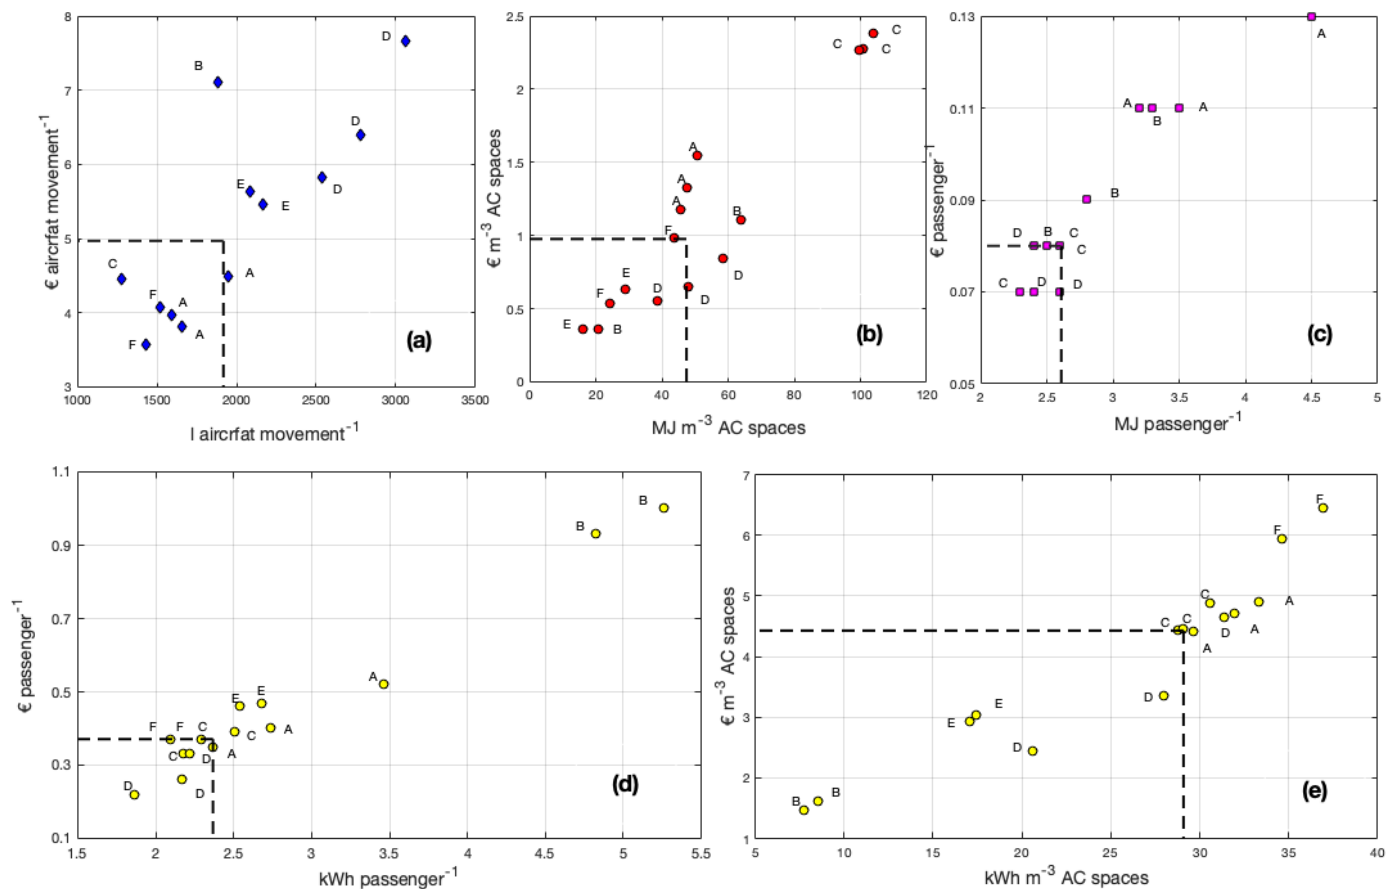 8
7
6
5
4
3
€ aircrfat movement-1
D
B
D
E
D
E
C
A
F
A
A
F
(a)
1000
1500
2000
2500
3000
3500
l aircrfat movement-1
2.5
2
1.5
1
0.5
0
€ m-3 AC spaces
C
C
C
A
A
A
B
F
D
E
D
F
D
E
B
(b)
0
20
40
60
80
100
120
MJ m-3 AC spaces
0.13
0.11
0.09
0.07
0.05
€ passenger-1
A
A
A
B
B
D
B
C
C
C
D
D
(c)
2
2.5
3
3.5
4
4.5
5
MJ passenger-1
1.1
0.9
0.7
0.5
0.3
0.1
€ passenger-1
B
B
A
E
E
F
F
C
C
A
C
D
A
D
D
(d)
1.5
2
2.5
3
3.5
4
4.5
5
5.5
kWh passenger-1
7
6
5
4
3
2
1
€ m-3 AC spaces
F
F
C
A
C
C
D
A
A
D
E
E
D
B
B
(e)
5
10
15
20
25
30
35
40
kWh m-3 AC spaces